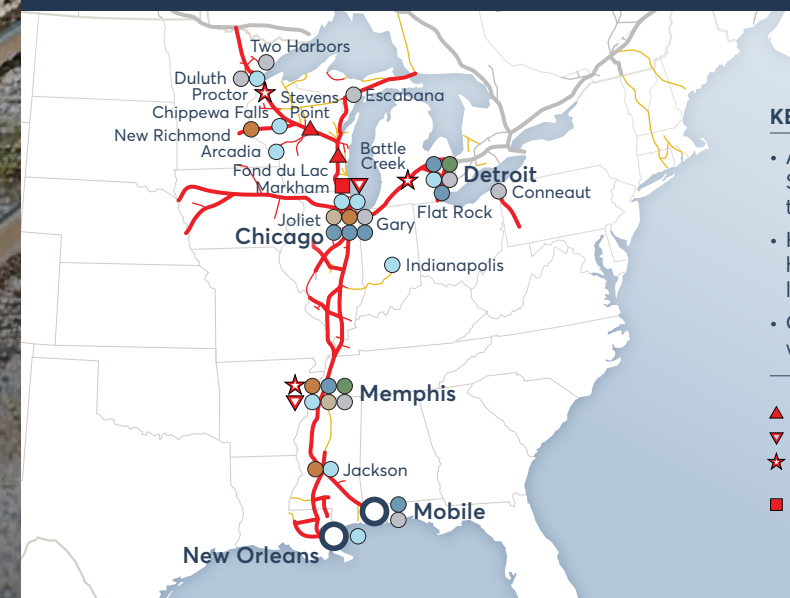 Two Harbors
Duluth
Proctor
Stevens
Point
Escabana
Chippewa Falls
New Richmond
Arcadia
Battle
Creek
Fond du Lac
Markham
Detroit
Conneaut
Flat Rock
Joliet
Gary
Chicago
Indianapolis
Memphis
Jackson
Mobile
New Orleans
KE
• A
S
t
• H
h
l
• C
v